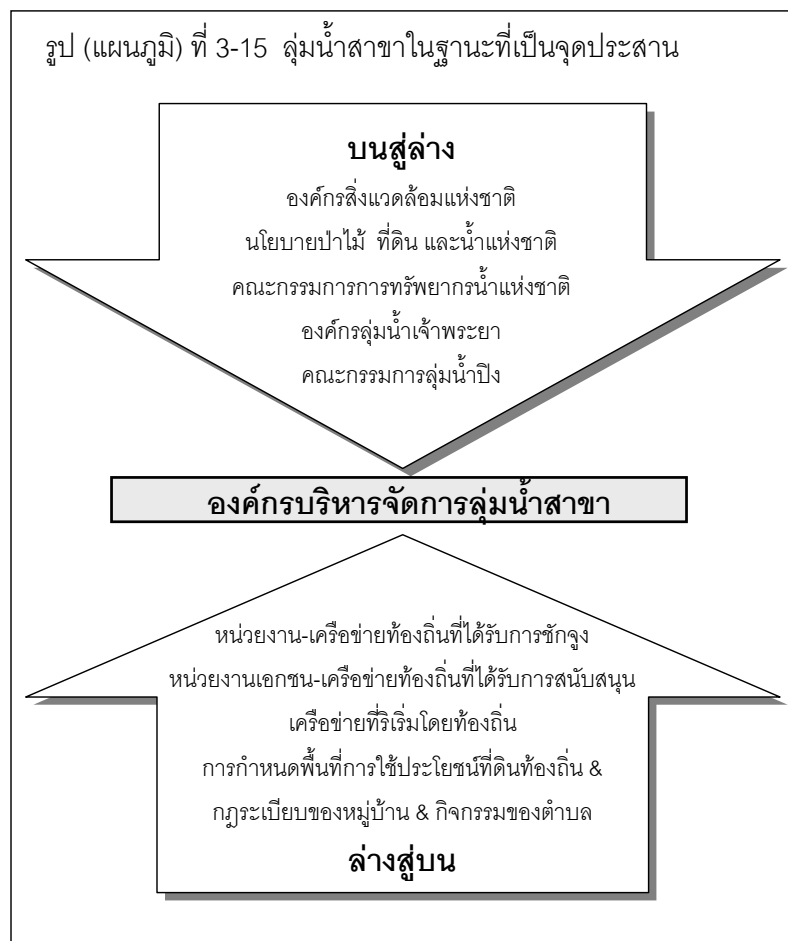 รูป (แผนภูมิ) ที่ 3-15 ลุ่มน้ำสาขาในฐานะที่เป็นจุดประสาน
บนสู่ล่าง
องค์กรสิ่งแวดล้อมแห่งชาติ
นโยบายป่าไม้ ที่ดิน และน้ำแห่งชาติ
คณะกรรมการการทรัพยากรน้ำแห่งชาติ
องค์กรลุ่มน้ำเจ้าพระยา
คณะกรรมการลุ่มน้ำปิง
องค์กรบริหารจัดการลุ่มน้ำสาขา
หน่วยงาน-เครือข่ายท้องถิ่นที่ได้รับการชักจูง
หน่วยงานเอกชน-เครือข่ายท้องถิ่นที่ได้รับการสนับสนุน
เครือข่ายที่ริเริ่มโดยท้องถิ่น
การกำหนดพื้นที่การใช้ประโยชน์ที่ดินท้องถิ่น &
กฎระเบียบของหมู่บ้าน & กิจกรรมของตำบล
ล่างสู่บน